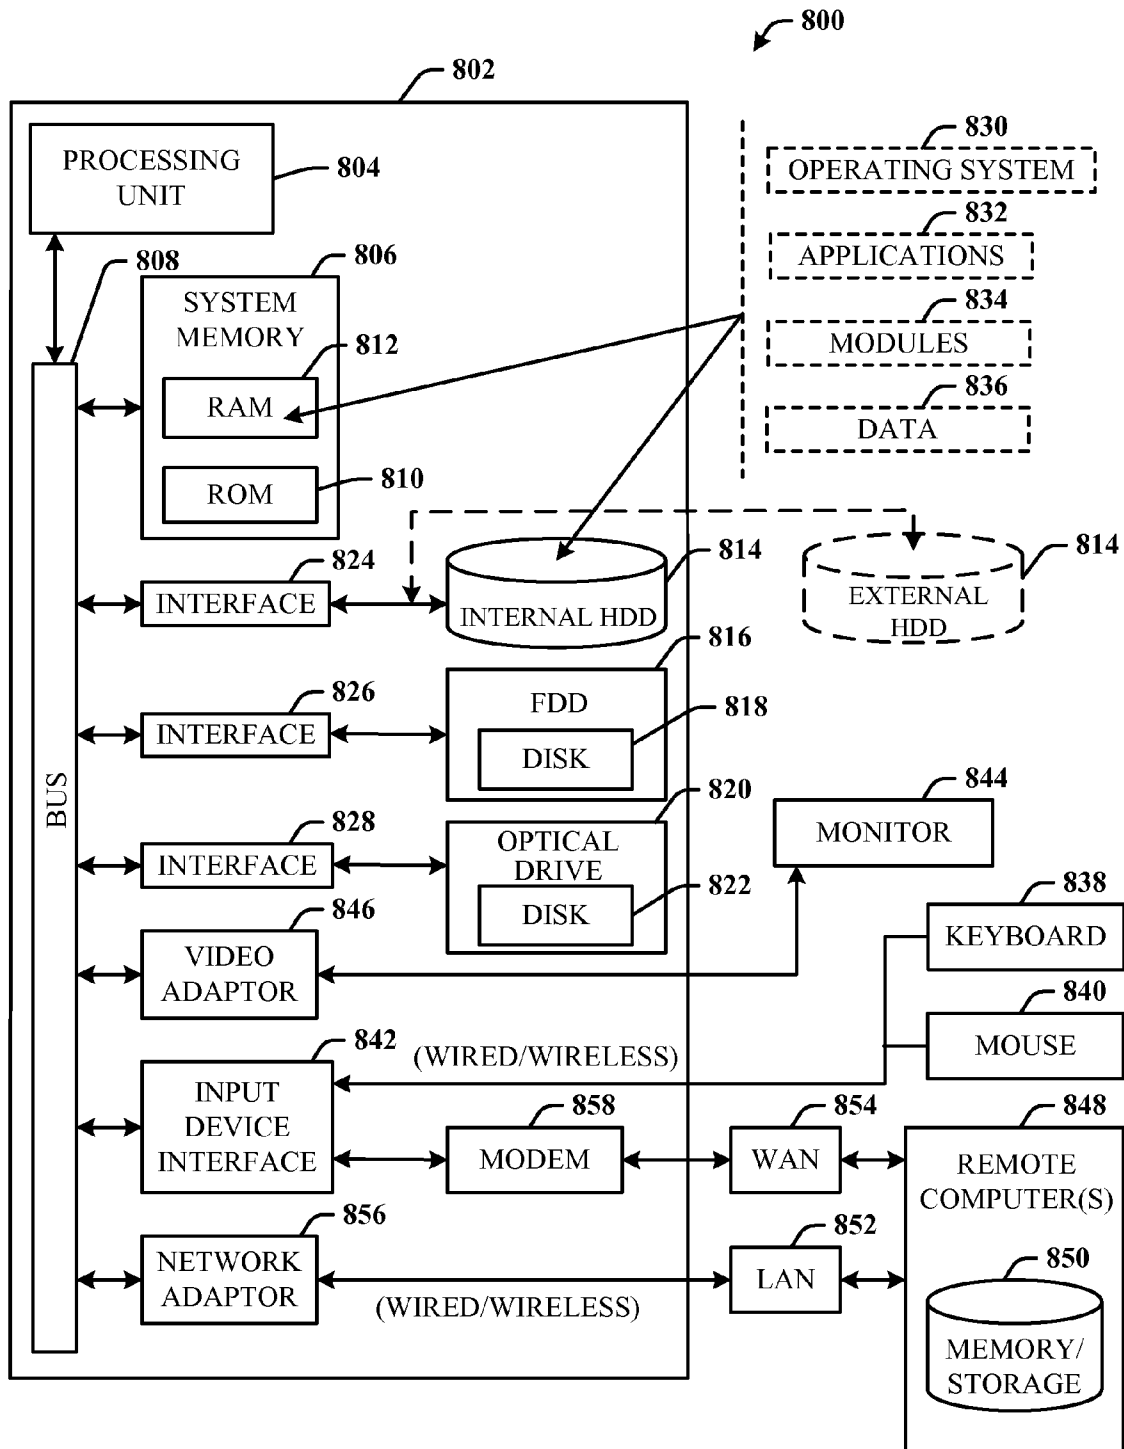 800
802
PROCESSING
UNIT
804
830
OPERATING SYSTEM
832
APPLICATIONS
834
MODULES
836
DATA
808
806
SYSTEM
MEMORY
812
RAM
810
ROM
824
INTERFACE
814
INTERNAL HDD
814
EXTERNAL
HDD
816
FDD
818
DISK
826
INTERFACE
BUS
820
OPTICAL
DRIVE
822
DISK
828
INTERFACE
844
MONITOR
846
VIDEO
ADAPTOR
838
KEYBOARD
840
MOUSE
842
INPUT
DEVICE
INTERFACE
(WIRED/WIRELESS)
858
MODEM
854
WAN
848
REMOTE
COMPUTER(S)
856
NETWORK
ADAPTOR
(WIRED/WIRELESS)
852
LAN
850
MEMORY/
STORAGE